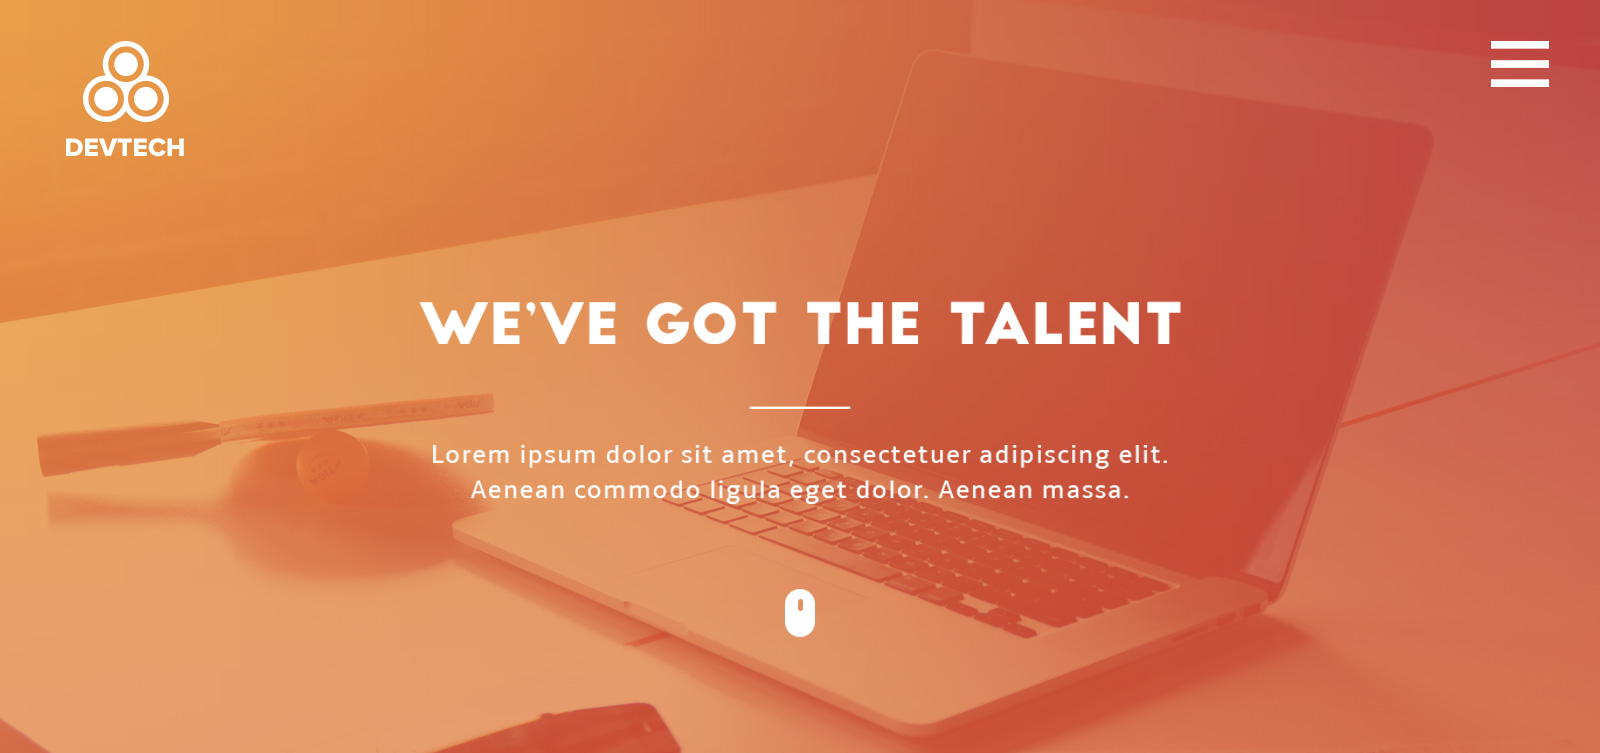 DEVTECH
WE'VE GOT THE TALENT
Lorem ipsum dolor sit amet, consectetuer adipiscing elit.
Aenean commodo ligula eget dolor. Aenean massa.